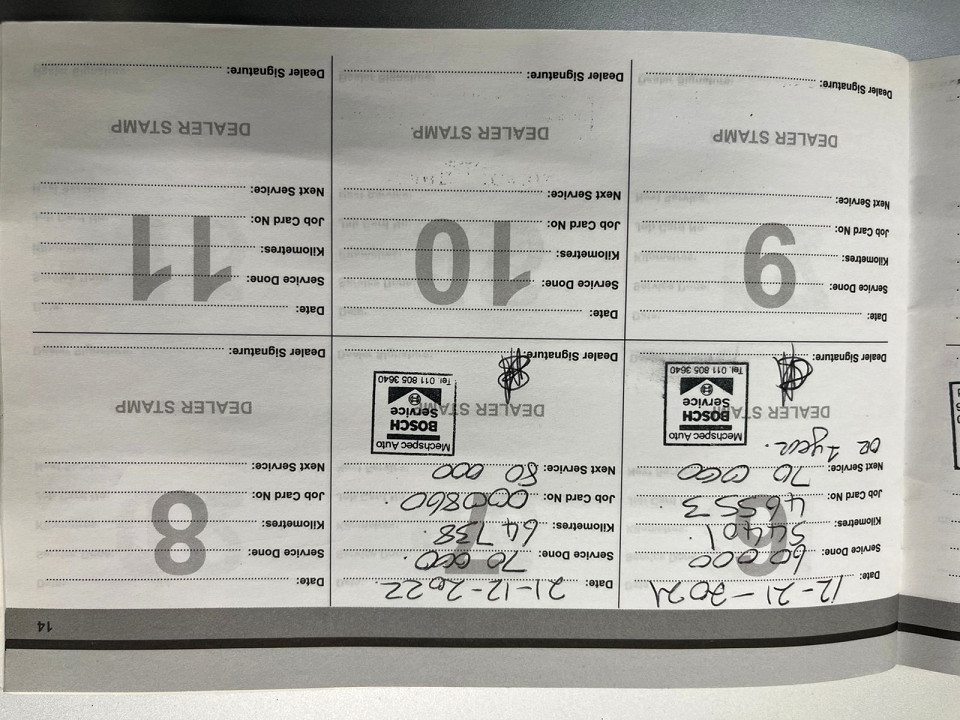 14
Date: 12-21-2021
Service Done: 60 000
Kilometres: 54401.
Job Card No: 46553
Next Service: 70 000
OR 1 year.
6
DEALER STAMP
Mechspec Auto
BOSCH
Service
Tel. 011 805 3640
Dealer Signature:
Date: 21-12-2022
Service Done: 70 000.
Kilometres: 64 738.
Job Card No: 000860.
Next Service: 80 000
7
DEALER STAMP
Mechspec Auto
BOSCH
Service
Tel. 011 805 3640
Dealer Signature:
Date:
Service Done:
Kilometres:
Job Card No:
Next Service:
8
DEALER STAMP
Dealer Signature:
Date:
Service Done:
Kilometres:
Job Card No:
Next Service:
9
DEALER STAMP
Dealer Signature:
Date:
Service Done:
Kilometres:
Job Card No:
Next Service:
10
DEALER STAMP
Dealer Signature:
Date:
Service Done:
Kilometres:
Job Card No:
Next Service:
11
DEALER STAMP
Dealer Signature: